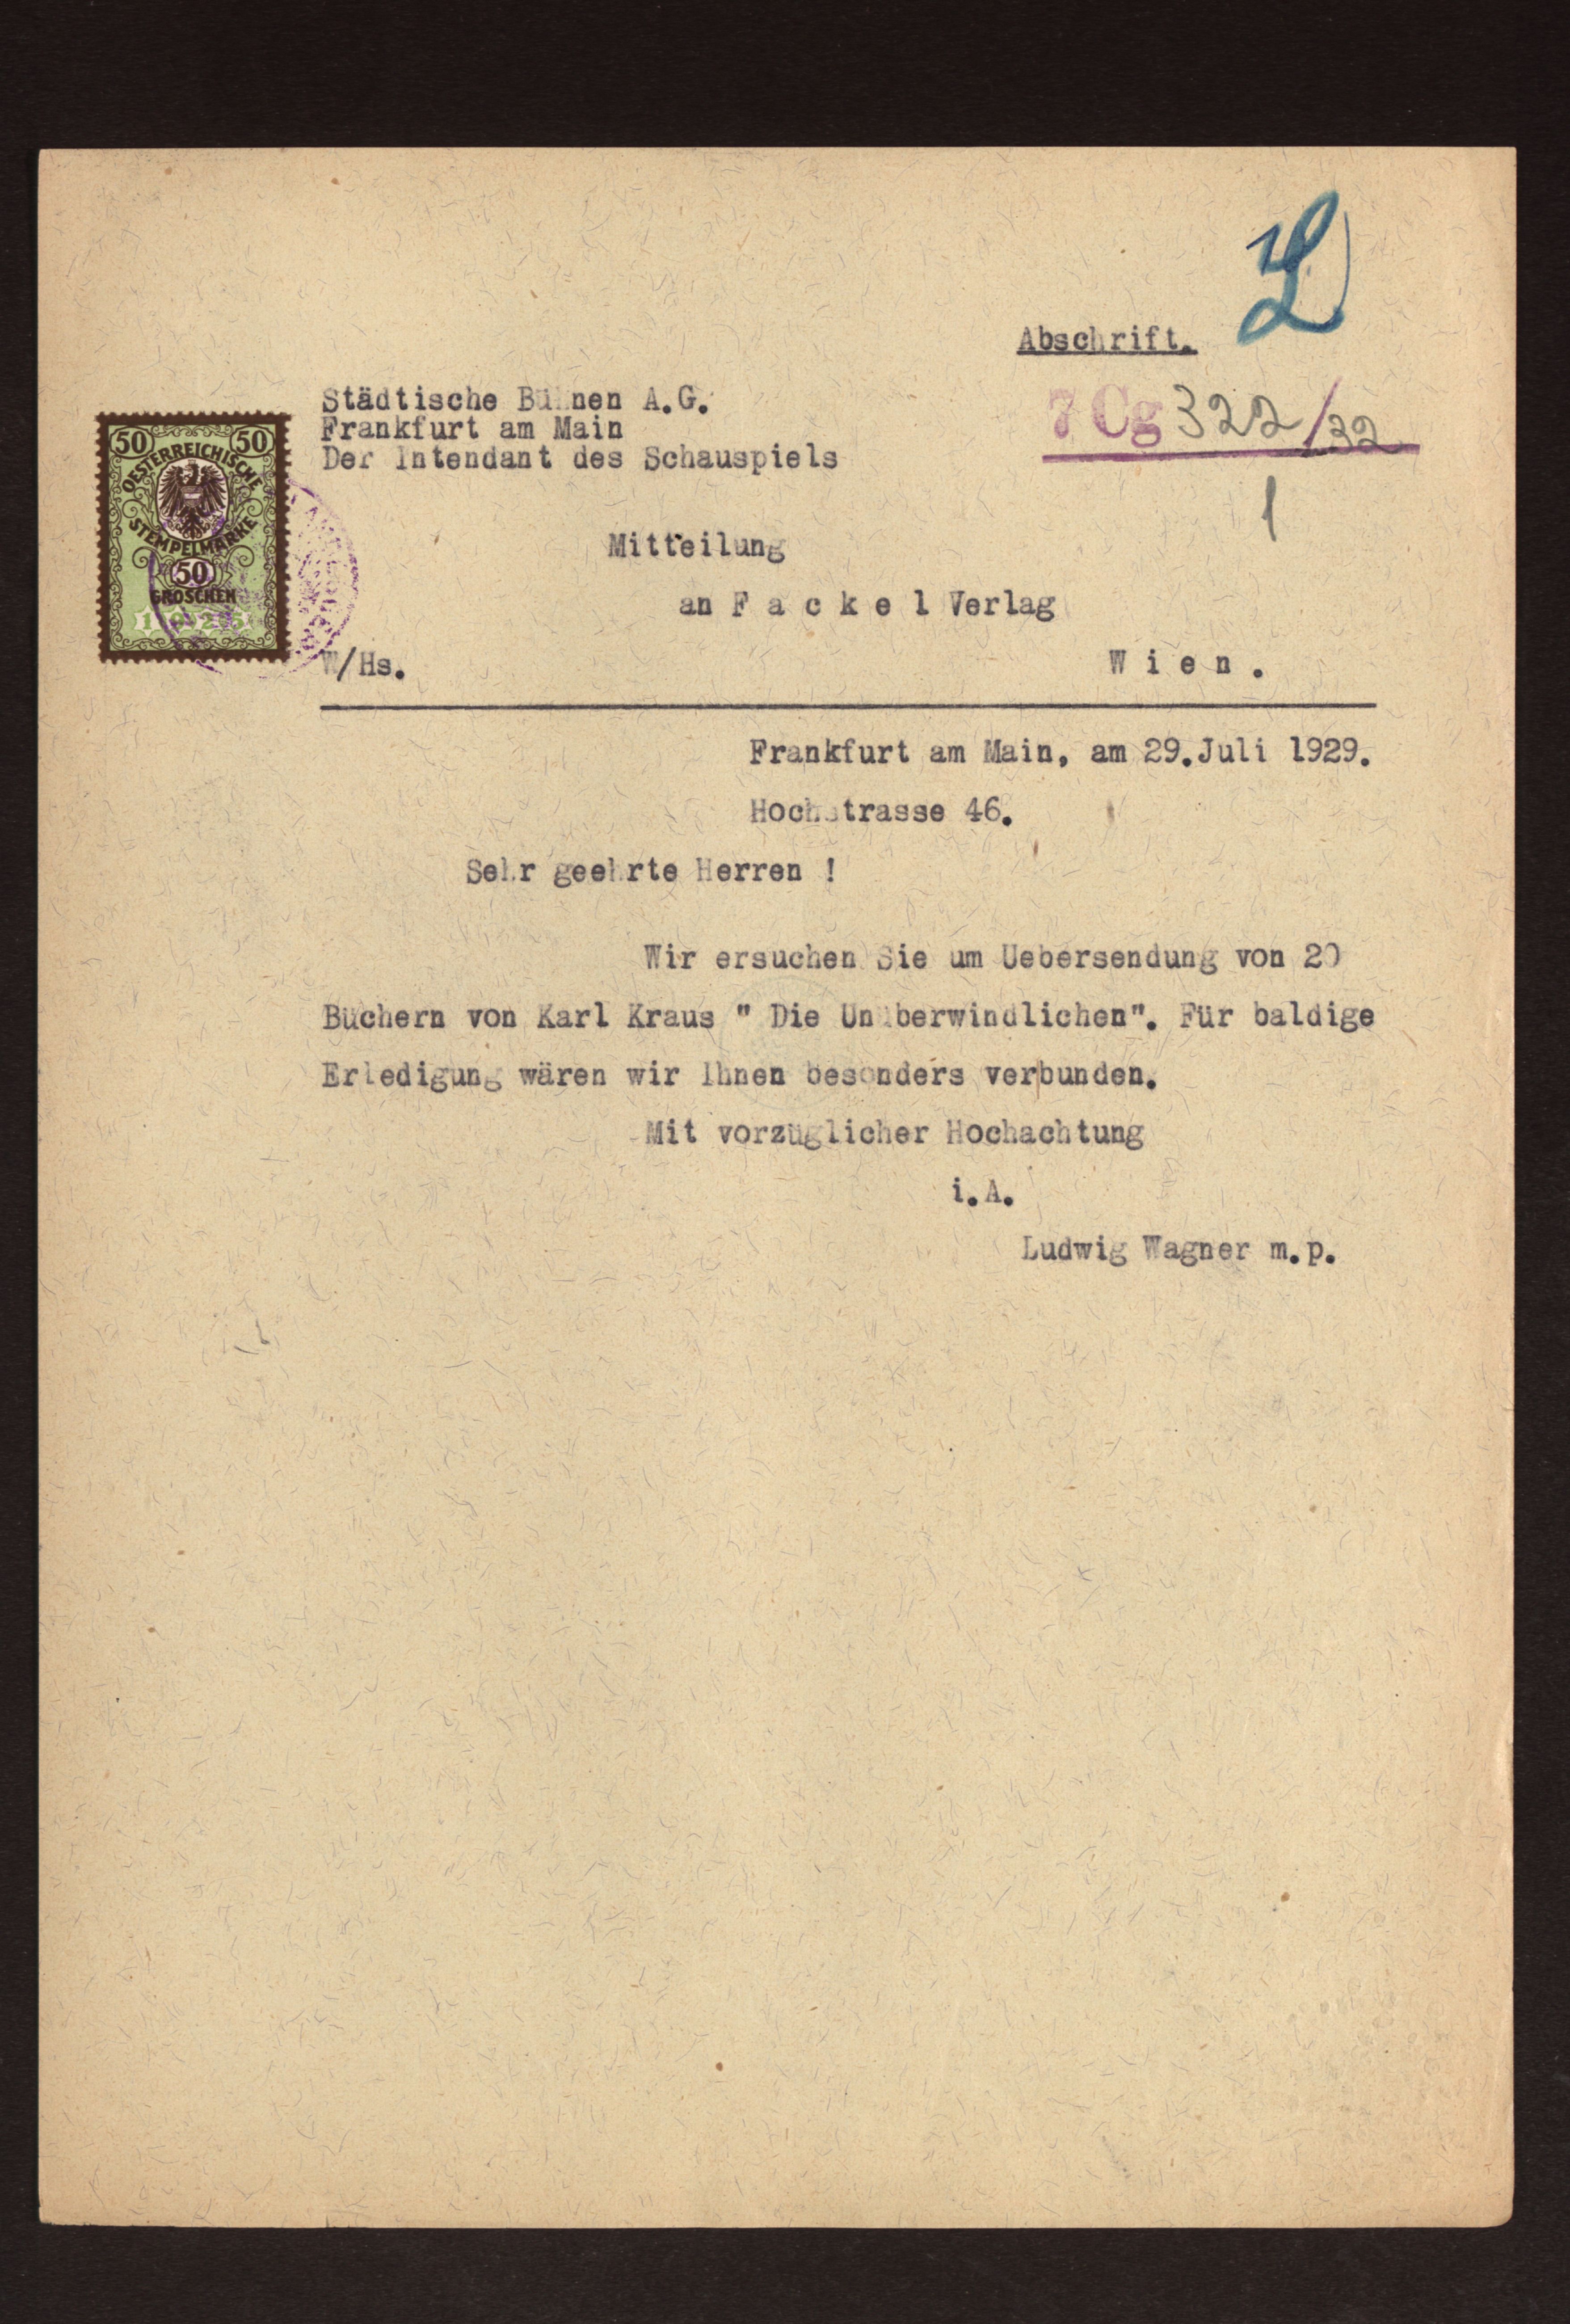 Abschrift.
Städtische Bühnen A.G.
Frankfurt am Main
Der Intendant des Schauspiels
7 Cg 322/32
1
50 50
OESTERREICHISCHE
STEMPELMARKE
50
GROSCHEN
1925
Mitteilung
an F a c k e l Verlag
W/Hs. W i e n .
Frankfurt am Main, am 29.Juli 1929.
Hochstrasse 46.
Sehr geehrte Herren !
Wir ersuchen Sie um Uebersendung von 20
Büchern von Karl Kraus " Die Unüberwindlichen". Für baldige
Erledigung wären wir Ihnen besonders verbunden.
Mit vorzüglicher Hochachtung
i.A.
Ludwig Wagner m.p.